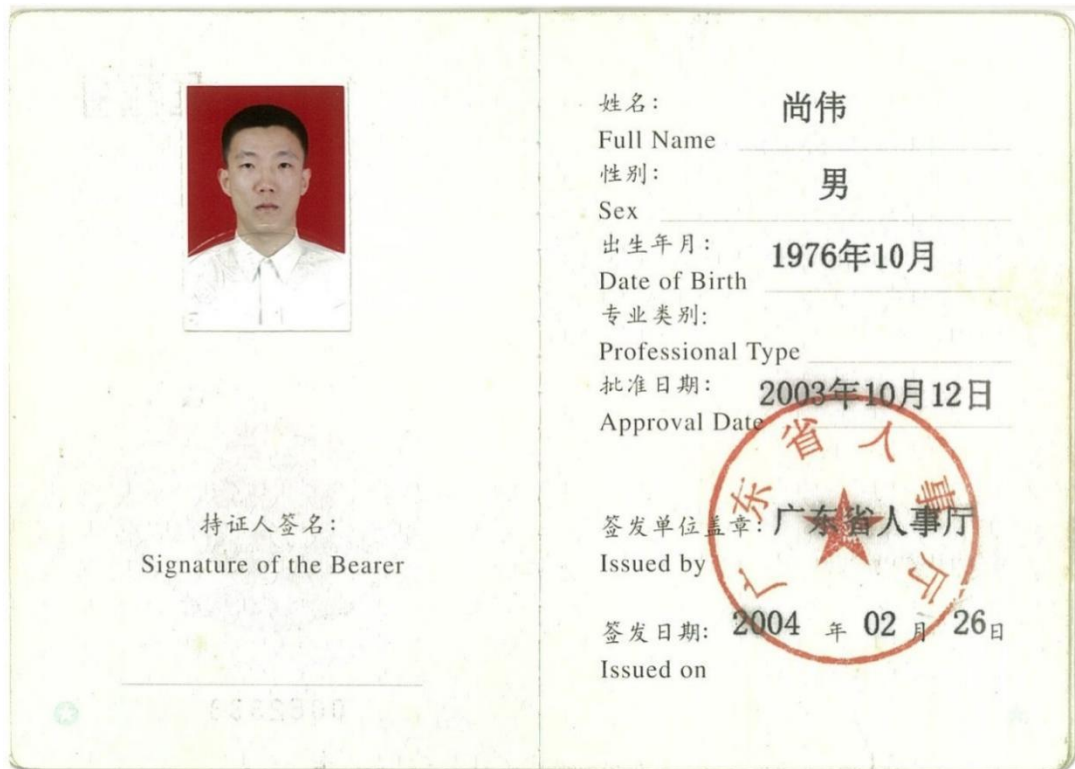 持证人签名:
Signature of the Bearer
姓名: 尚伟
Full Name
性别: 男
Sex
出生年月: 1976年10月
Date of Birth
专业类别:
Professional Type
批准日期: 2003年10月12日
Approval Date
广东省人事厅
签发单位盖章: 广东省人事厅
Issued by
签发日期: 2004 年 02 月 26日
Issued on